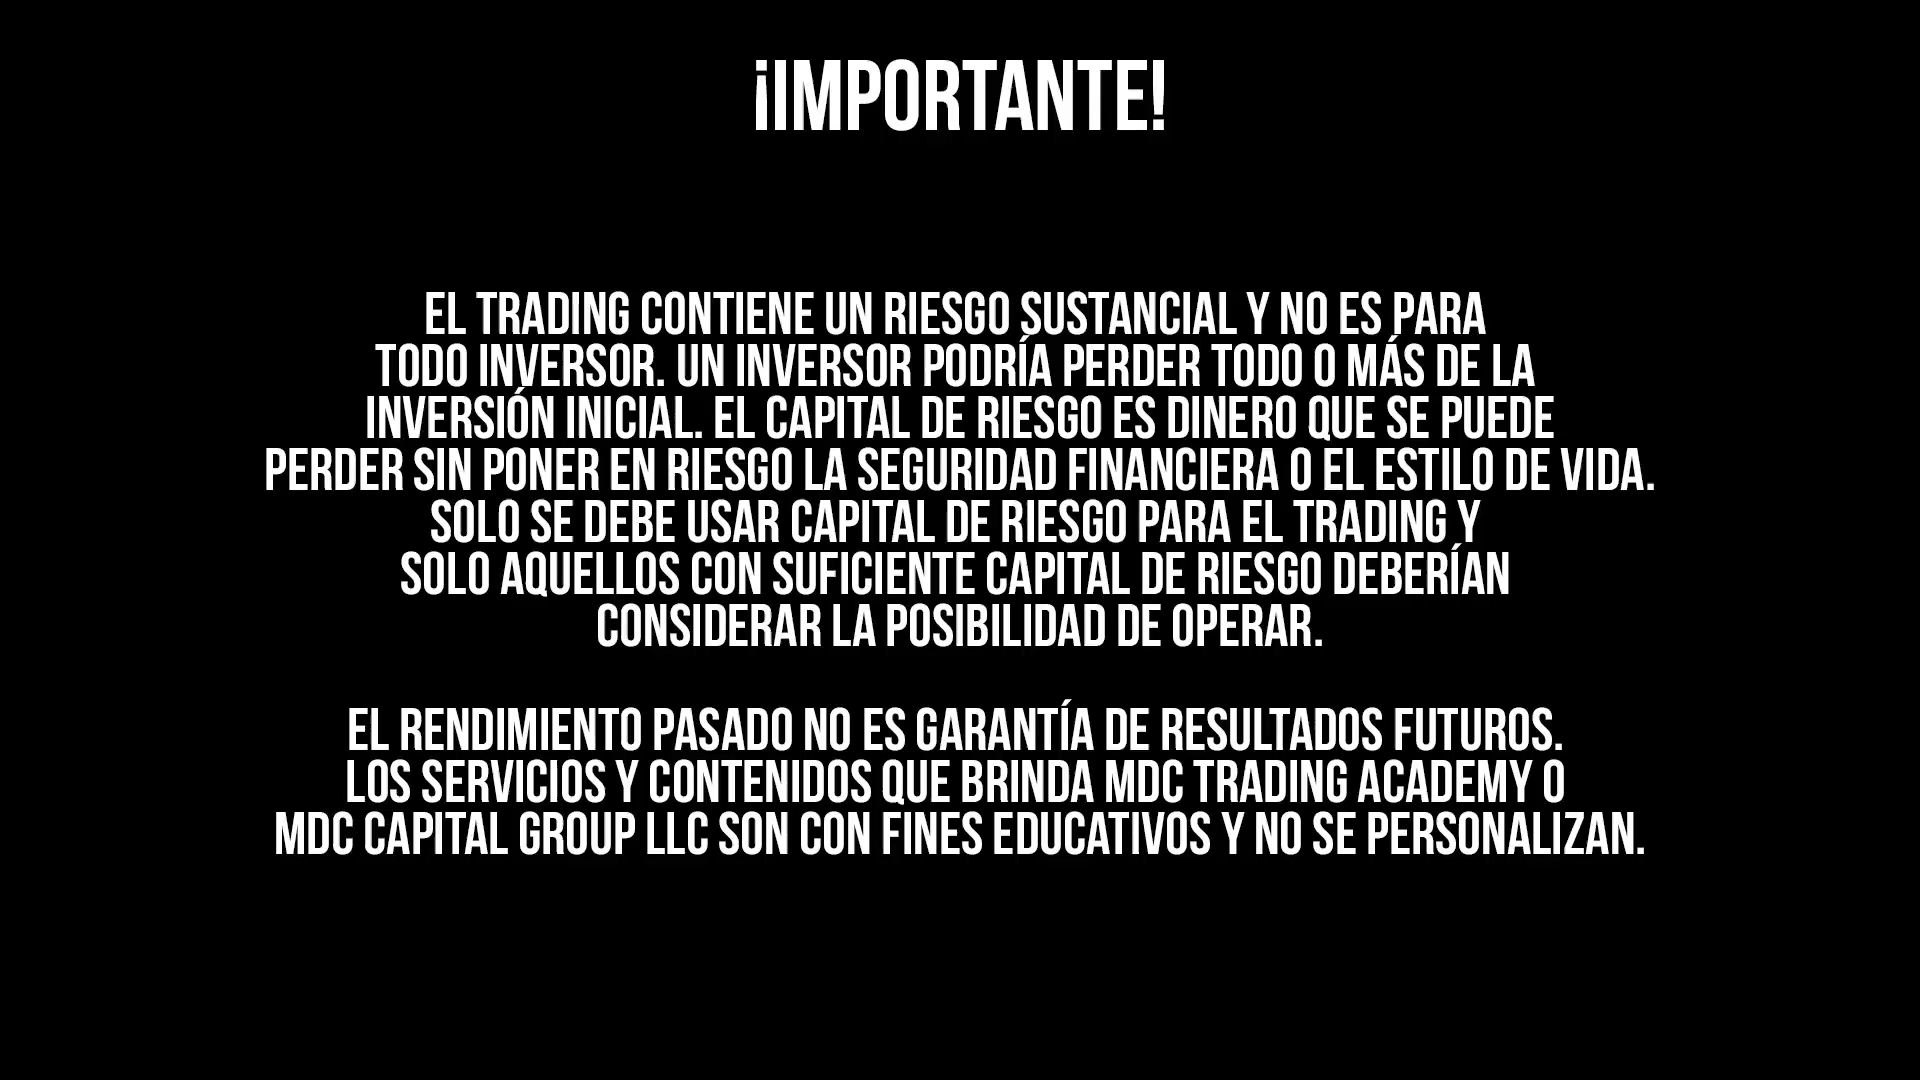 ¡IMPORTANTE!
EL TRADING CONTIENE UN RIESGO SUSTANCIAL Y NO ES PARA
TODO INVERSOR. UN INVERSOR PODRÍA PERDER TODO O MÁS DE LA
INVERSIÓN INICIAL. EL CAPITAL DE RIESGO ES DINERO QUE SE PUEDE
PERDER SIN PONER EN RIESGO LA SEGURIDAD FINANCIERA O EL ESTILO DE VIDA.
SOLO SE DEBE USAR CAPITAL DE RIESGO PARA EL TRADING Y
SOLO AQUELLOS CON SUFICIENTE CAPITAL DE RIESGO DEBERÍAN
CONSIDERAR LA POSIBILIDAD DE OPERAR.
EL RENDIMIENTO PASADO NO ES GARANTÍA DE RESULTADOS FUTUROS.
LOS SERVICIOS Y CONTENIDOS QUE BRINDA MDC TRADING ACADEMY O
MDC CAPITAL GROUP LLC SON CON FINES EDUCATIVOS Y NO SE PERSONALIZAN.